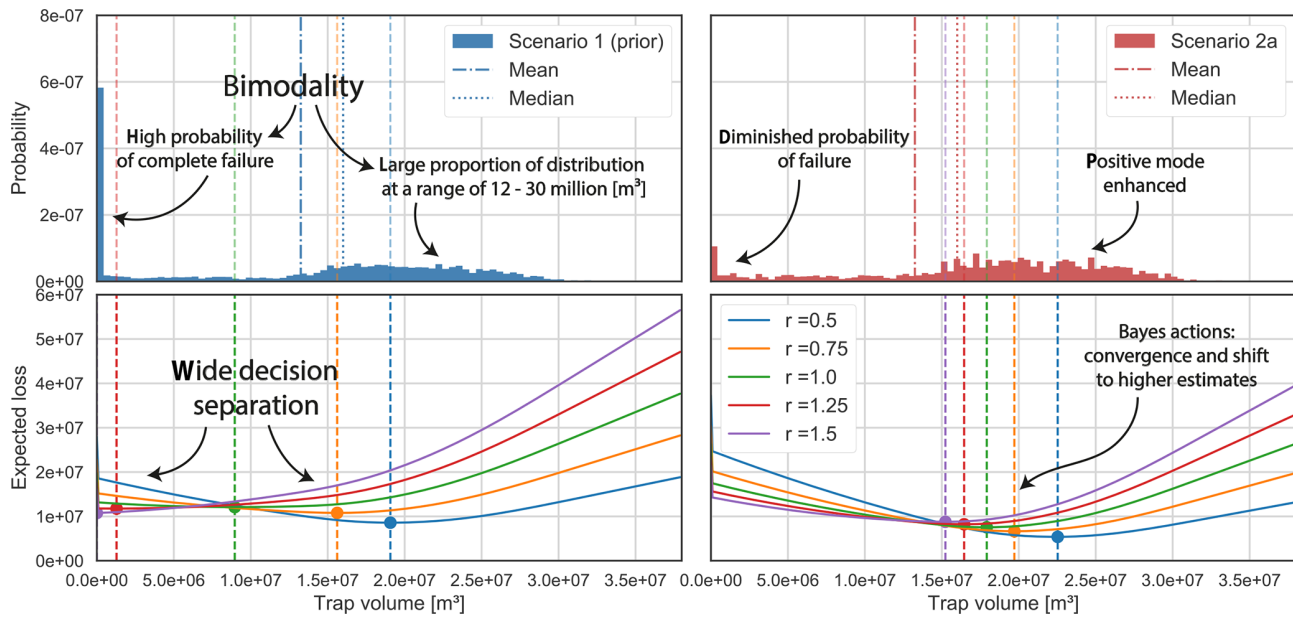 8e-07
6e-07
4e-07
2e-07
0e+00
Probability
Scenario 1 (prior)
Mean
Median
Bimodality
High probability
of complete failure
Large proportion of distribution
at a range of 12 - 30 million [m³]
Scenario 2a
Mean
Median
Diminished probability
of failure
Positive mode
enhanced
6e+07
5e+07
4e+07
3e+07
2e+07
1e+07
0e+00
Expected loss
Wide decision
separation
r =0.5
r =0.75
r =1.0
r =1.25
r =1.5
Bayes actions:
convergence and shift
to higher estimates
0.0e+00 5.0e+06 1.0e+07 1.5e+07 2.0e+07 2.5e+07 3.0e+07 3.5e+07
Trap volume [m³]
0.0e+00 5.0e+06 1.0e+07 1.5e+07 2.0e+07 2.5e+07 3.0e+07 3.5e+07
Trap volume [m³]